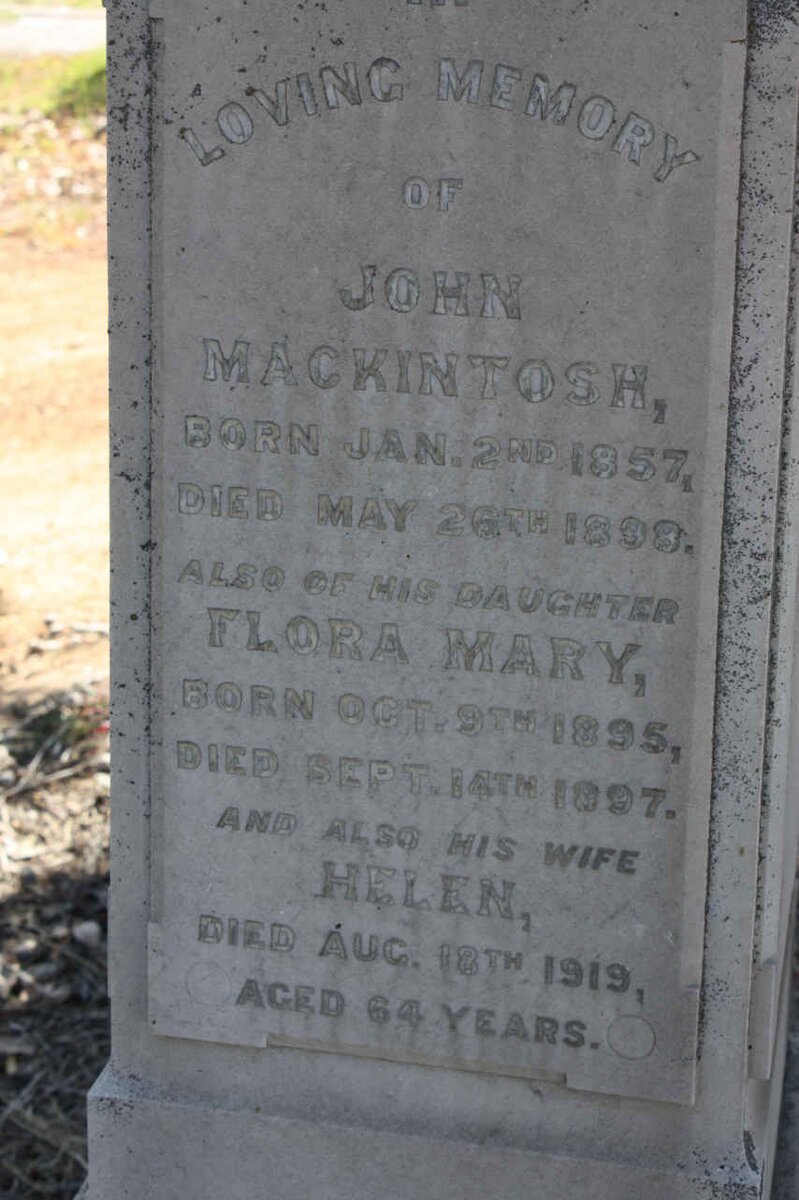 IN
LOVING MEMORY
OF
JOHN
MACKINTOSH,
BORN JAN. 2ND 1857,
DIED MAY 26TH 1898.
ALSO OF HIS DAUGHTER
FLORA MARY,
BORN OCT. 9TH 1895,
DIED SEPT. 14TH 1897.
AND ALSO HIS WIFE
HELEN,
DIED AUG. 18TH 1919,
AGED 64 YEARS.